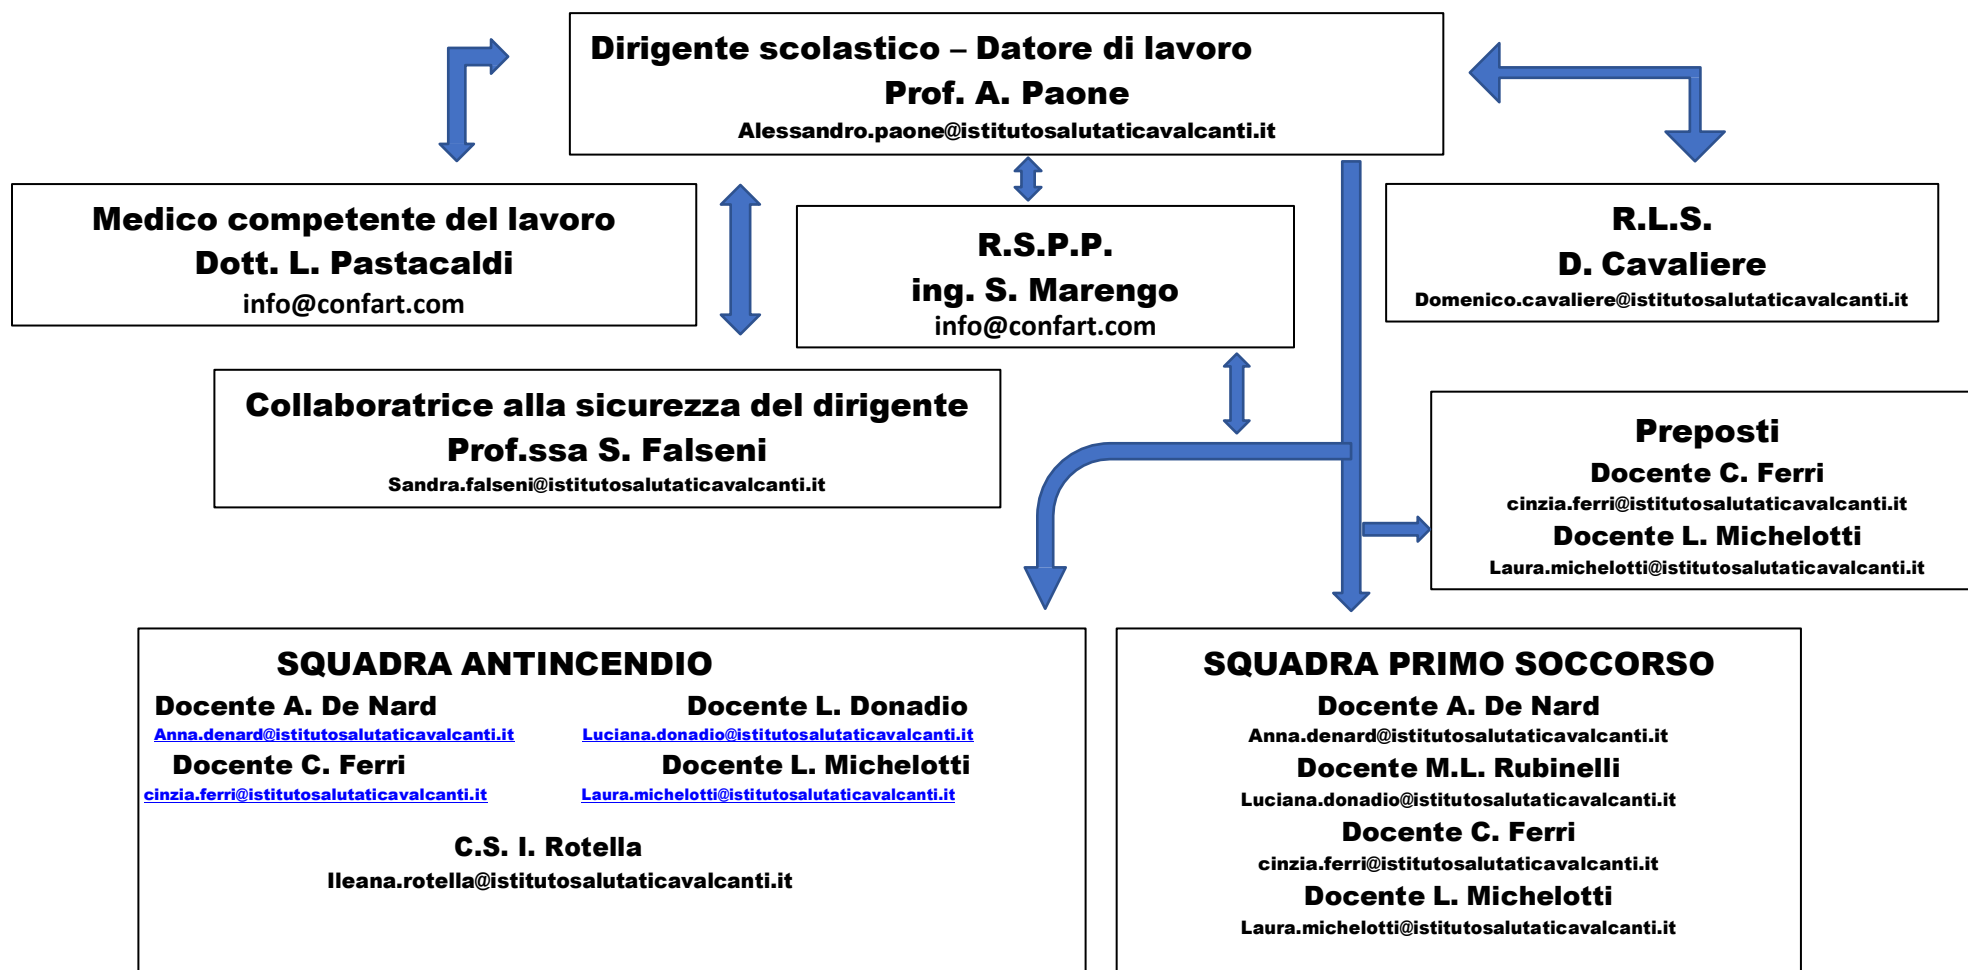 Dirigente scolastico – Datore di lavoro
Prof. A. Paone
Alessandro.paone@istitutosalutaticavalcanti.it
Medico competente del lavoro
Dott. L. Pastacaldi
info@confart.com
R.S.P.P.
ing. S. Marengo
info@confart.com
R.L.S.
D. Cavaliere
Domenico.cavaliere@istitutosalutaticavalcanti.it
Collaboratrice alla sicurezza del dirigente
Prof.ssa S. Falseni
Sandra.falseni@istitutosalutaticavalcanti.it
Preposti
Docente C. Ferri
cinzia.ferri@istitutosalutaticavalcanti.it
Docente L. Michelotti
Laura.michelotti@istitutosalutaticavalcanti.it
SQUADRA ANTINCENDIO
Docente A. De Nard Docente L. Donadio
Anna.denard@istitutosalutaticavalcanti.it Luciana.donadio@istitutosalutaticavalcanti.it
Docente C. Ferri Docente L. Michelotti
cinzia.ferri@istitutosalutaticavalcanti.it Laura.michelotti@istitutosalutaticavalcanti.it
C.S. I. Rotella
Ileana.rotella@istitutosalutaticavalcanti.it
SQUADRA PRIMO SOCCORSO
Docente A. De Nard
Anna.denard@istitutosalutaticavalcanti.it
Docente M.L. Rubinelli
Luciana.donadio@istitutosalutaticavalcanti.it
Docente C. Ferri
cinzia.ferri@istitutosalutaticavalcanti.it
Docente L. Michelotti
Laura.michelotti@istitutosalutaticavalcanti.it